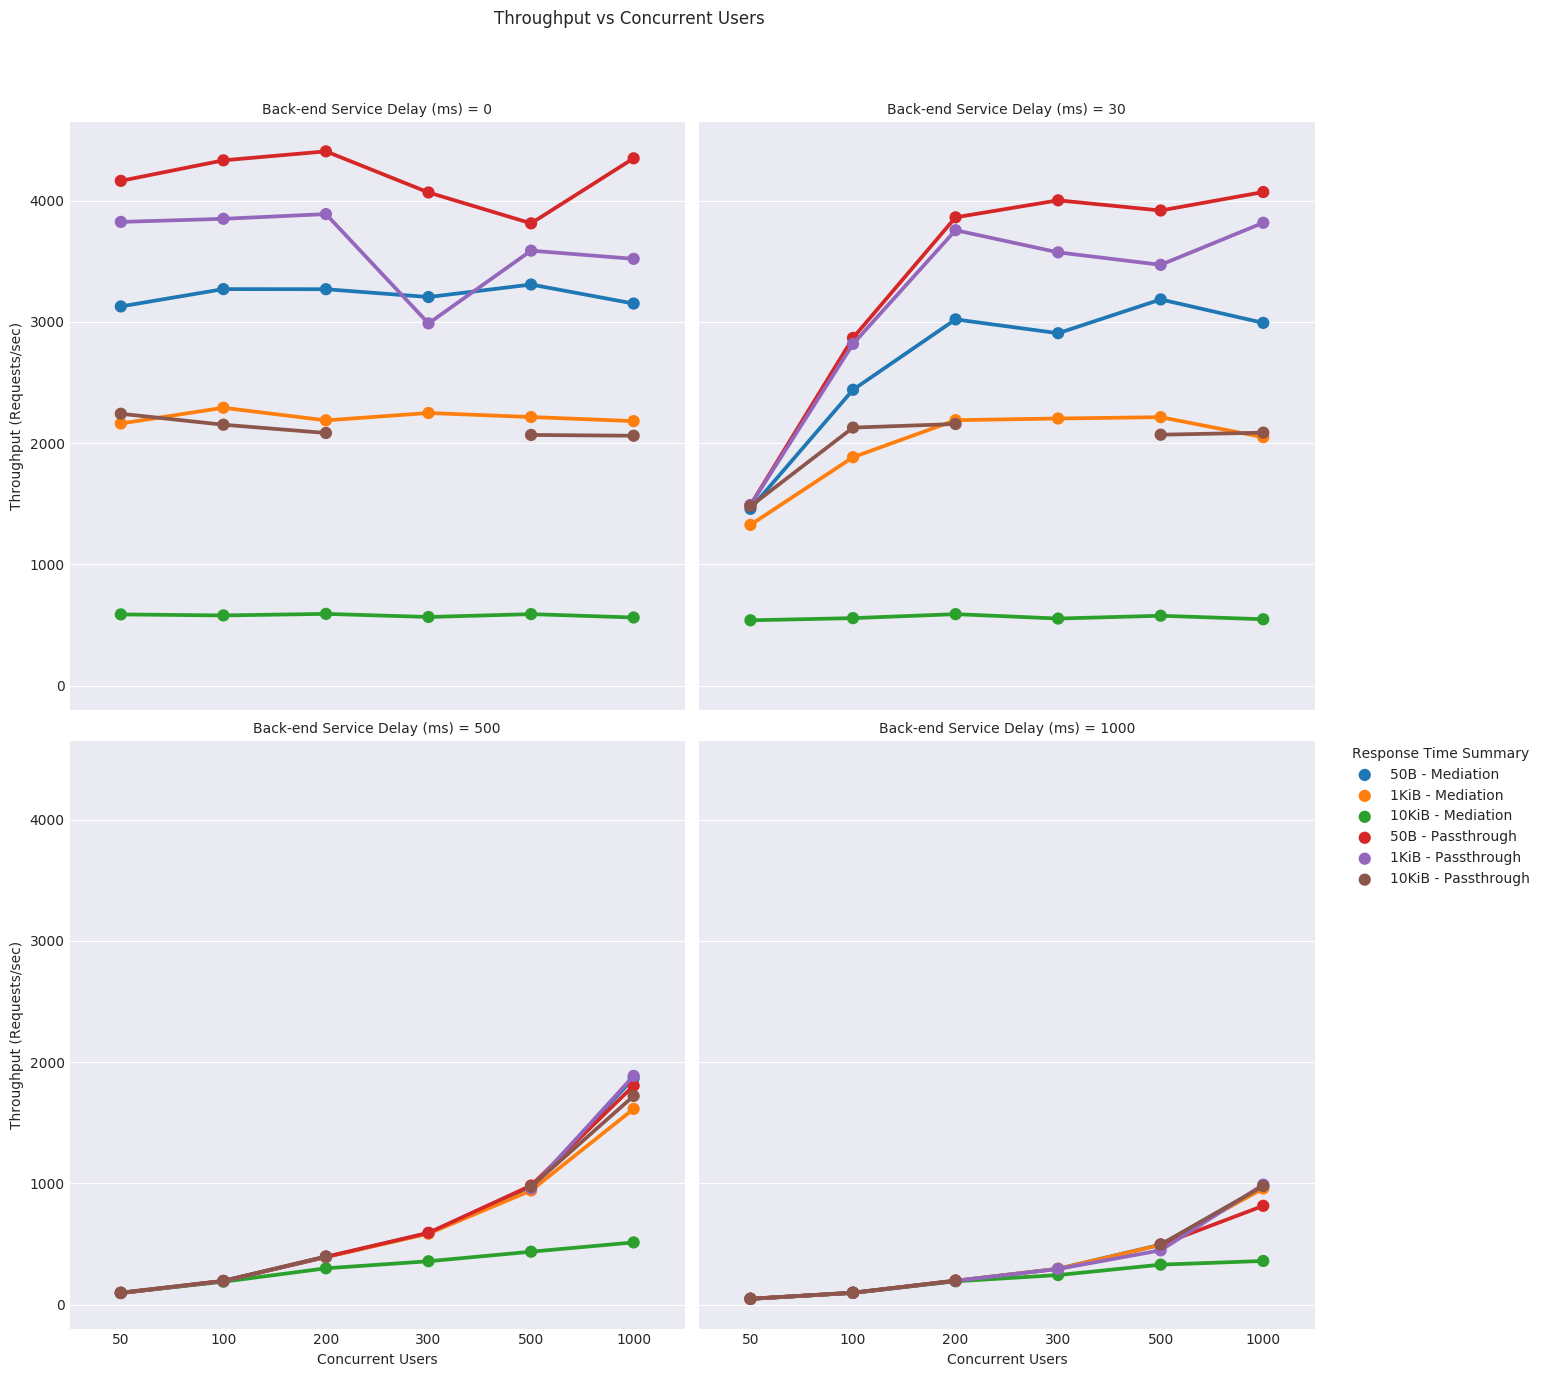 Throughput vs Concurrent Users
Back-end Service Delay (ms) = 0
Back-end Service Delay (ms) = 30
Throughput (Requests/sec)
4000
3000
2000
1000
0
Back-end Service Delay (ms) = 500
Back-end Service Delay (ms) = 1000
Throughput (Requests/sec)
4000
3000
2000
1000
0
50 100 200 300 500 1000
Concurrent Users
50 100 200 300 500 1000
Concurrent Users
Response Time Summary
50B - Mediation
1KiB - Mediation
10KiB - Mediation
50B - Passthrough
1KiB - Passthrough
10KiB - Passthrough